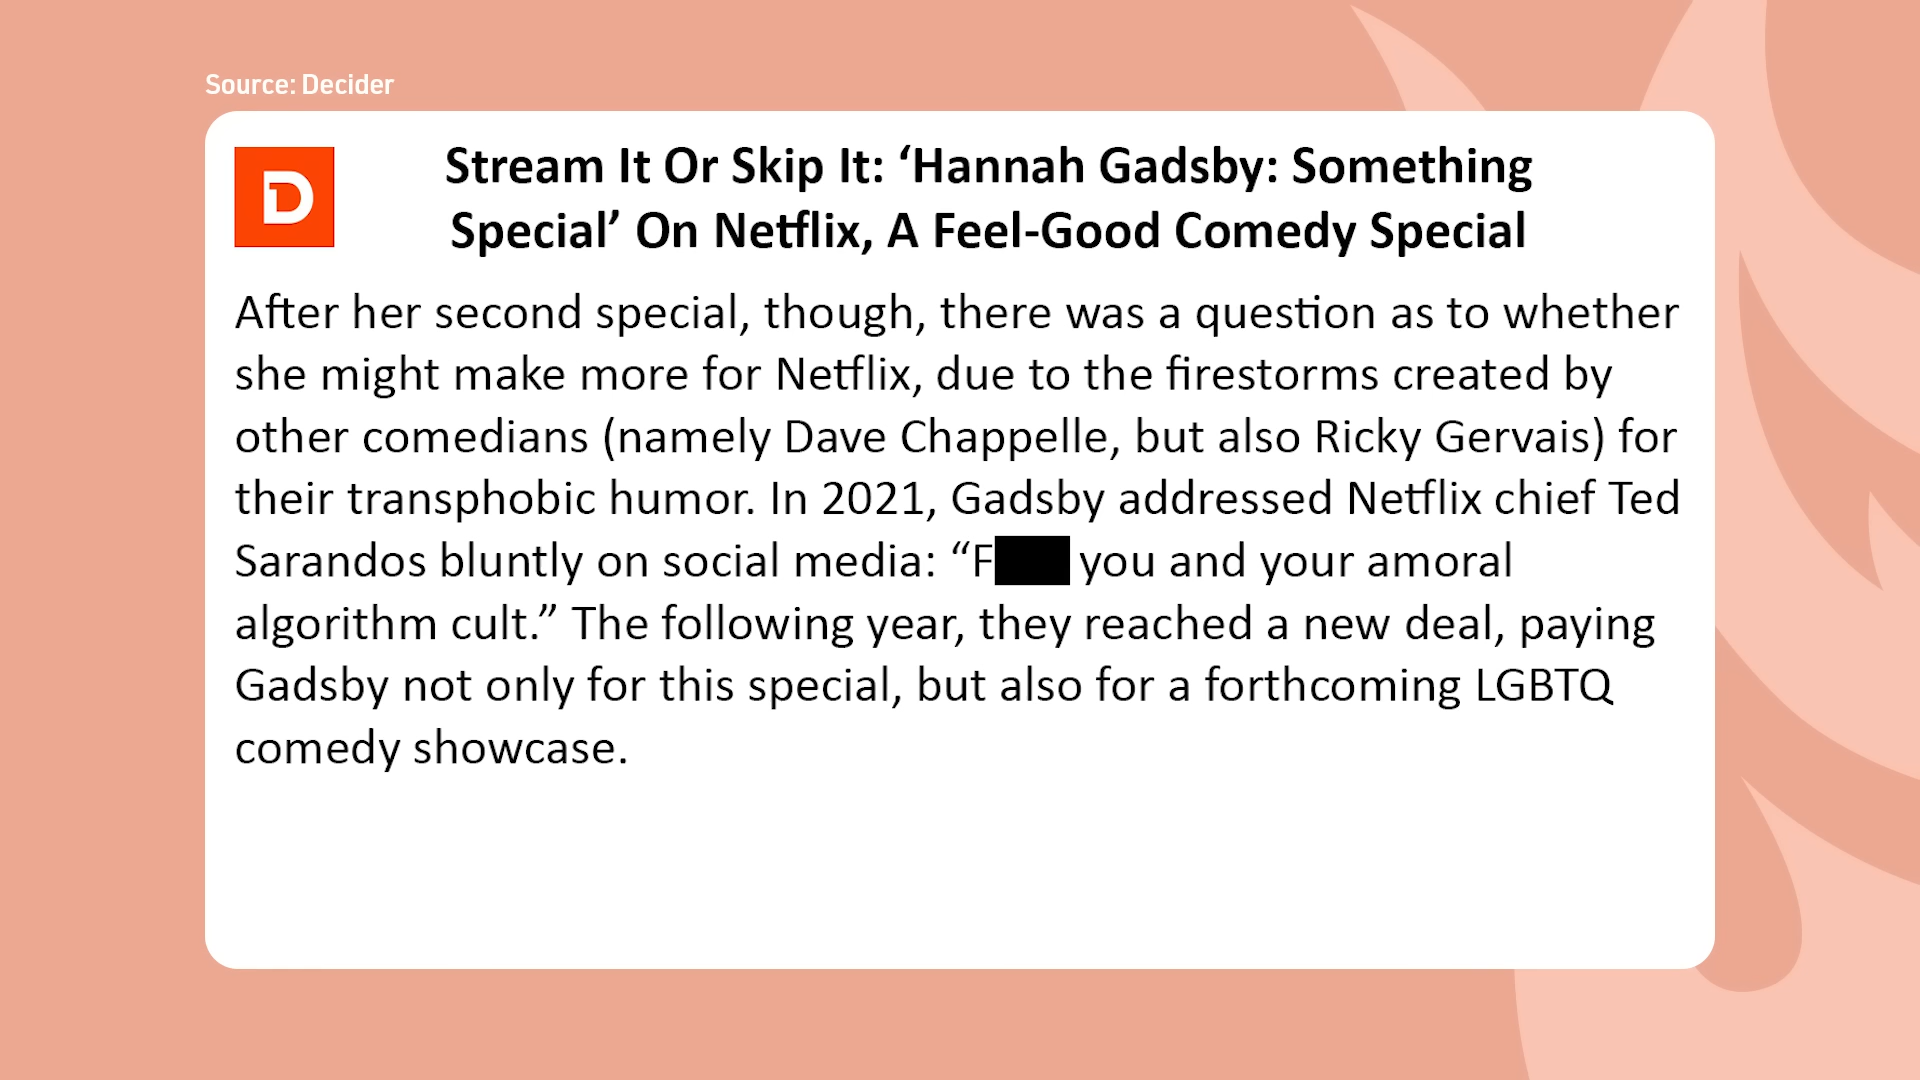 Source: Decider
D
Stream It Or Skip It: ‘Hannah Gadsby: Something
Special’ On Netflix, A Feel-Good Comedy Special
After her second special, though, there was a question as to whether
she might make more for Netflix, due to the firestorms created by
other comedians (namely Dave Chappelle, but also Ricky Gervais) for
their transphobic humor. In 2021, Gadsby addressed Netflix chief Ted
Sarandos bluntly on social media: “F you and your amoral
algorithm cult.” The following year, they reached a new deal, paying
Gadsby not only for this special, but also for a forthcoming LGBTQ
comedy showcase.